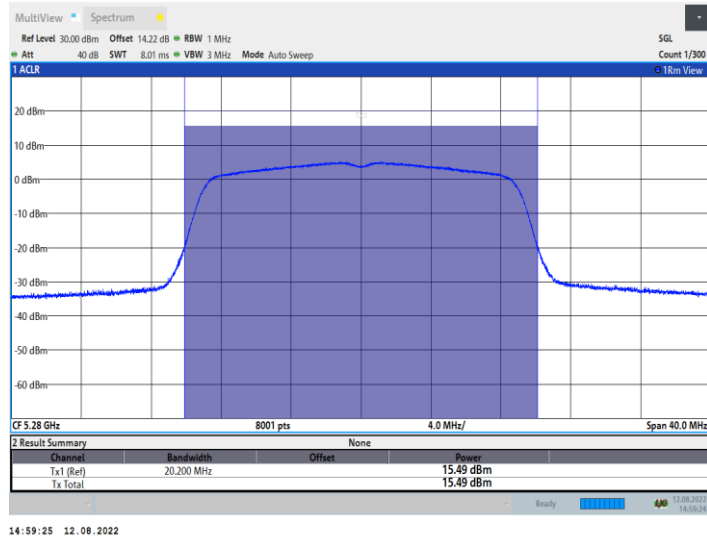 MultiView Spectrum
Ref Level 30.00 dBm Offset 14.22 dB RBW 1 MHz SGL
Att 40 dB SWT 8.01 ms VBW 3 MHz Mode Auto Sweep Count 1/300
1 ACLR 1Rm View
20 dBm
10 dBm
0 dBm
-10 dBm
-20 dBm
-30 dBm
-40 dBm
-50 dBm
-60 dBm
CF 5.28 GHz 8001 pts 4.0 MHz/ Span 40.0 MHz
2 Result Summary None
Channel Bandwidth Offset Power
Tx1 (Ref) 20.200 MHz 15.49 dBm
Tx Total 15.49 dBm
Ready 12.08.2022
14:59:24
14:59:25 12.08.2022